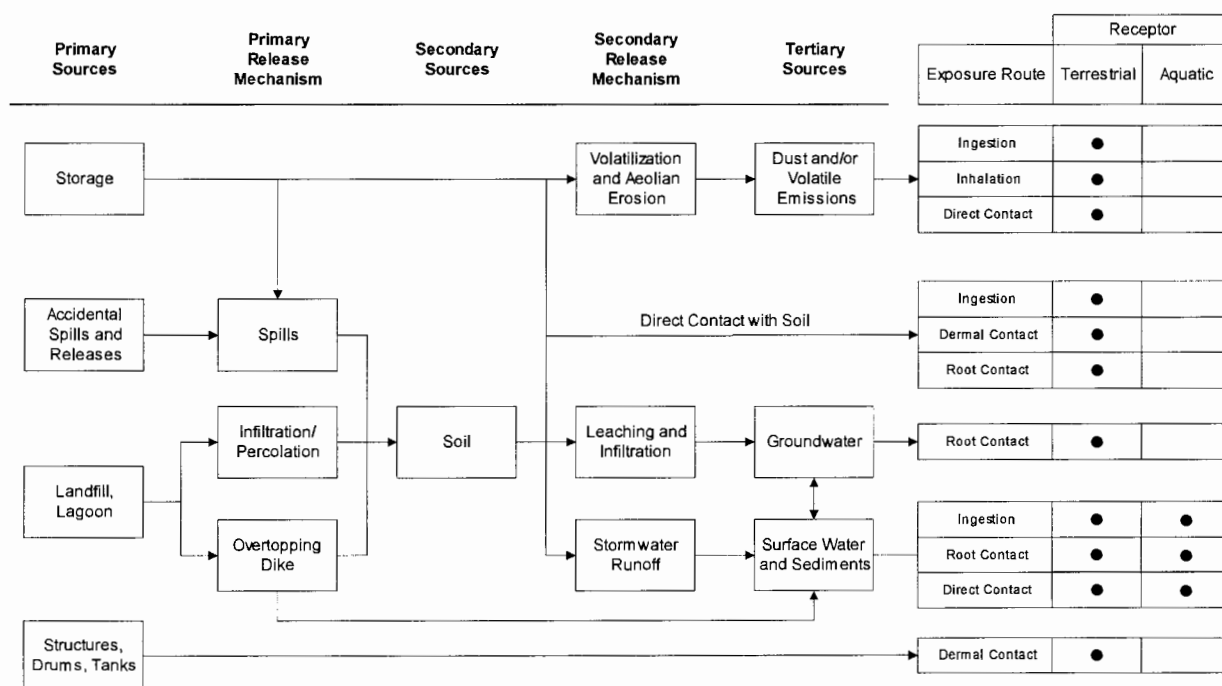 Primary
Sources
Primary
Release
Mechanism
Secondary
Sources
Secondary
Release
Mechanism
Tertiary
Sources
Receptor
Exposure Route
Terrestrial
Aquatic
Storage
Volatilization
and Aeolian
Erosion
Dust and/or
Volatile
Emissions
Ingestion
Inhalation
Direct Contact
Accidental
Spills and
Releases
Spills
Direct Contact with Soil
Ingestion
Dermal Contact
Root Contact
Landfill,
Lagoon
Infiltration/
Percolation
Soil
Leaching and
Infiltration
Groundwater
Root Contact
Overtopping
Dike
Stormwater
Runoff
Surface Water
and Sediments
Ingestion
Root Contact
Direct Contact
Structures,
Drums, Tanks
Dermal Contact